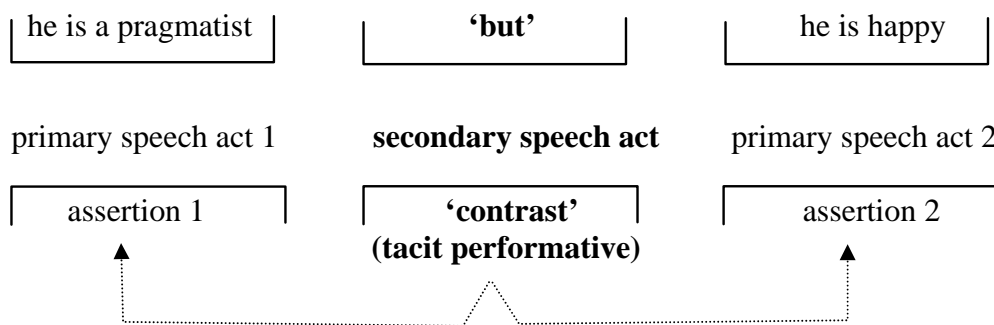 he is a pragmatist ‘but’ he is happy
primary speech act 1 secondary speech act primary speech act 2
assertion 1 ‘contrast’ assertion 2
(tacit performative)